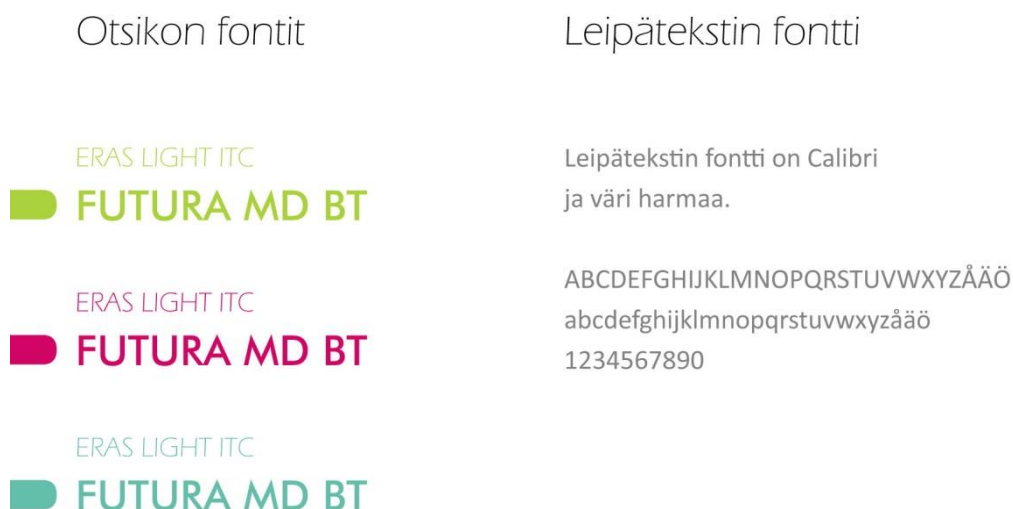 Otsikon fontit
ERAS LIGHT ITC
FUTURA MD BT
ERAS LIGHT ITC
FUTURA MD BT
ERAS LIGHT ITC
FUTURA MD BT
Leipätekstin fontti
Leipätekstin fontti on Calibri
ja väri harmaa.
ABCDEFGHIJKLMNOPQRSTUVWXYZÅÄÖ
abcdefghijklmnopqrstuvwxyzåäö
1234567890